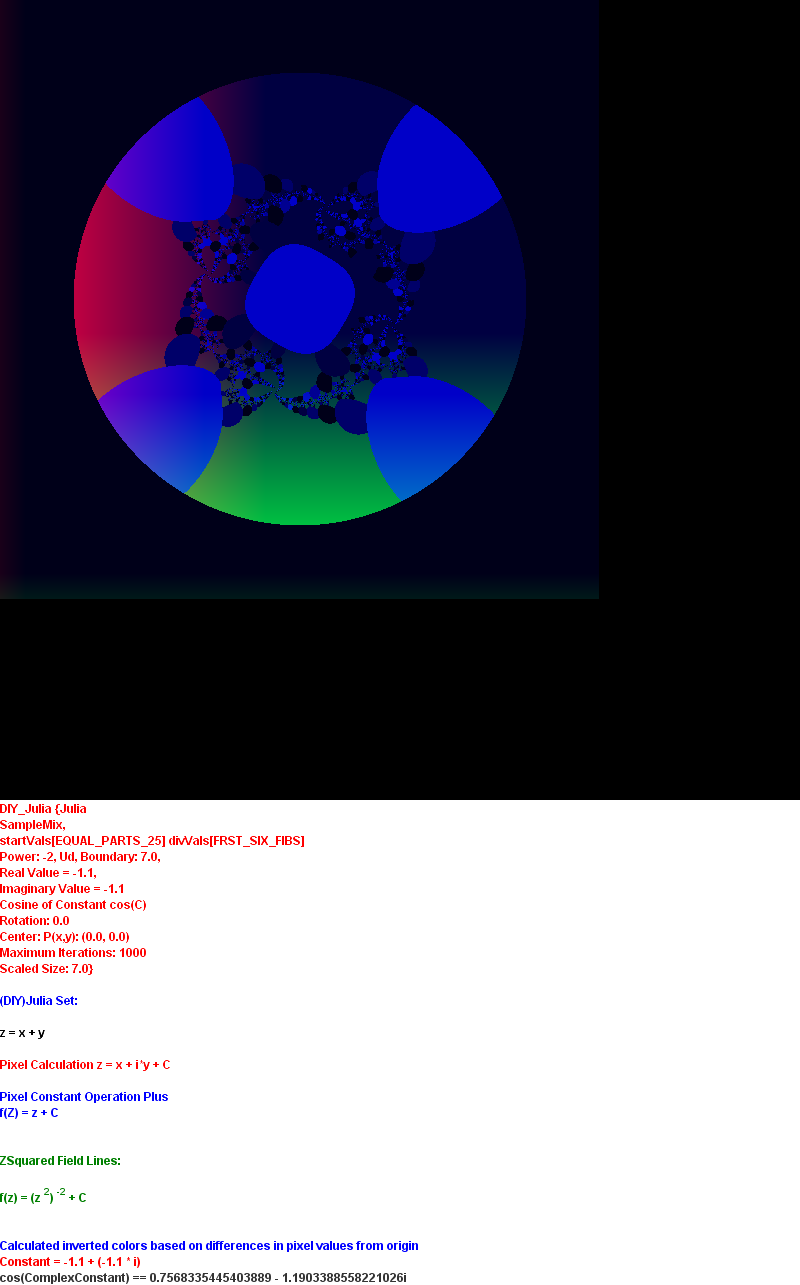 DIY_Julia {Julia
SampleMix,
startVals[EQUAL_PARTS_25] divVals[FRST_SIX_FIBS]
Power: -2, Ud, Boundary: 7.0,
Real Value = -1.1,
Imaginary Value = -1.1
Cosine of Constant cos(C)
Rotation: 0.0
Center: P(x,y): (0.0, 0.0)
Maximum Iterations: 1000
Scaled Size: 7.0}
(DIY)Julia Set:
z = x + y
Pixel Calculation z = x + i*y + C
Pixel Constant Operation Plus
f(Z) = z + C
ZSquared Field Lines:
f(z) = (z ²) ⁻² + C
Calculated inverted colors based on differences in pixel values from origin
Constant = -1.1 + (-1.1 * i)
cos(ComplexConstant) == 0.7568335445403889 - 1.1903388558221026i